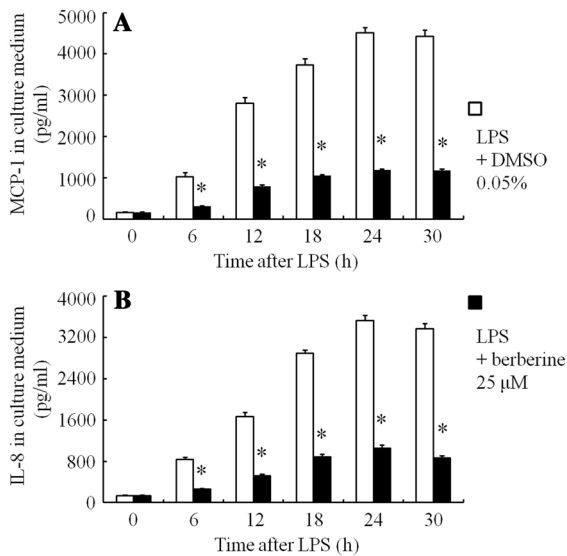 A
MCP-1 in culture medium
(pg/ml)
5000
4000
3000
2000
1000
0
*
*
*
*
*
0 6 12 18 24 30
Time after LPS (h)
LPS
+ DMSO
0.05%
B
IL-8 in culture medium
(pg/ml)
4000
3200
2400
1600
800
0
*
*
*
*
*
0 6 12 18 24 30
Time after LPS (h)
LPS
+ berberine
25 μM